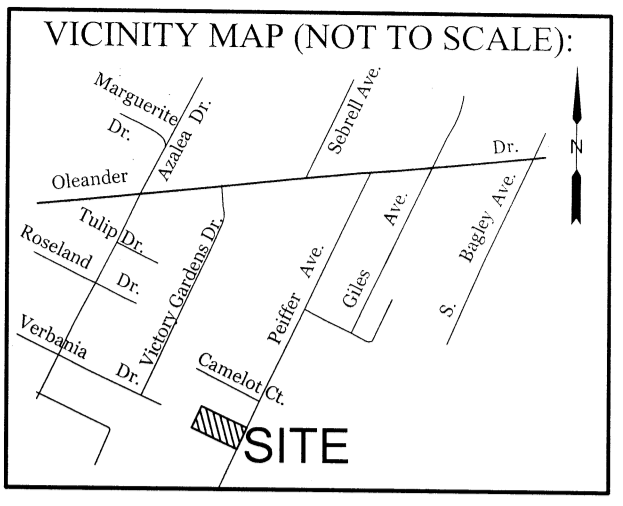 VICINITY MAP (NOT TO SCALE):
Marguerite
Dr.
Azalea Dr.
Sebrell Ave.
N
Oleander
Dr.
Tulip Dr.
Roseland
Dr.
Victory Gardens Dr.
Peiffer Ave.
Giles Ave.
S. Bagley Ave.
Verbania
Dr.
Camelot Ct.
SITE